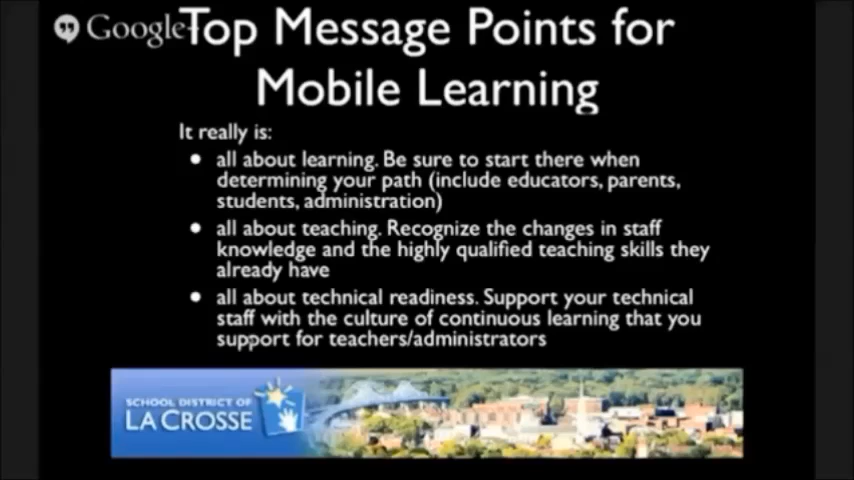 Google Top Message Points for
Mobile Learning
It really is:
• all about learning. Be sure to start there when
determining your path (include educators, parents,
students, administration)
• all about teaching. Recognize the changes in staff
knowledge and the highly qualified teaching skills they
already have
• all about technical readiness. Support your technical
staff with the culture of continuous learning that you
support for teachers/administrators
SCHOOL DISTRICT OF
LA CROSSE